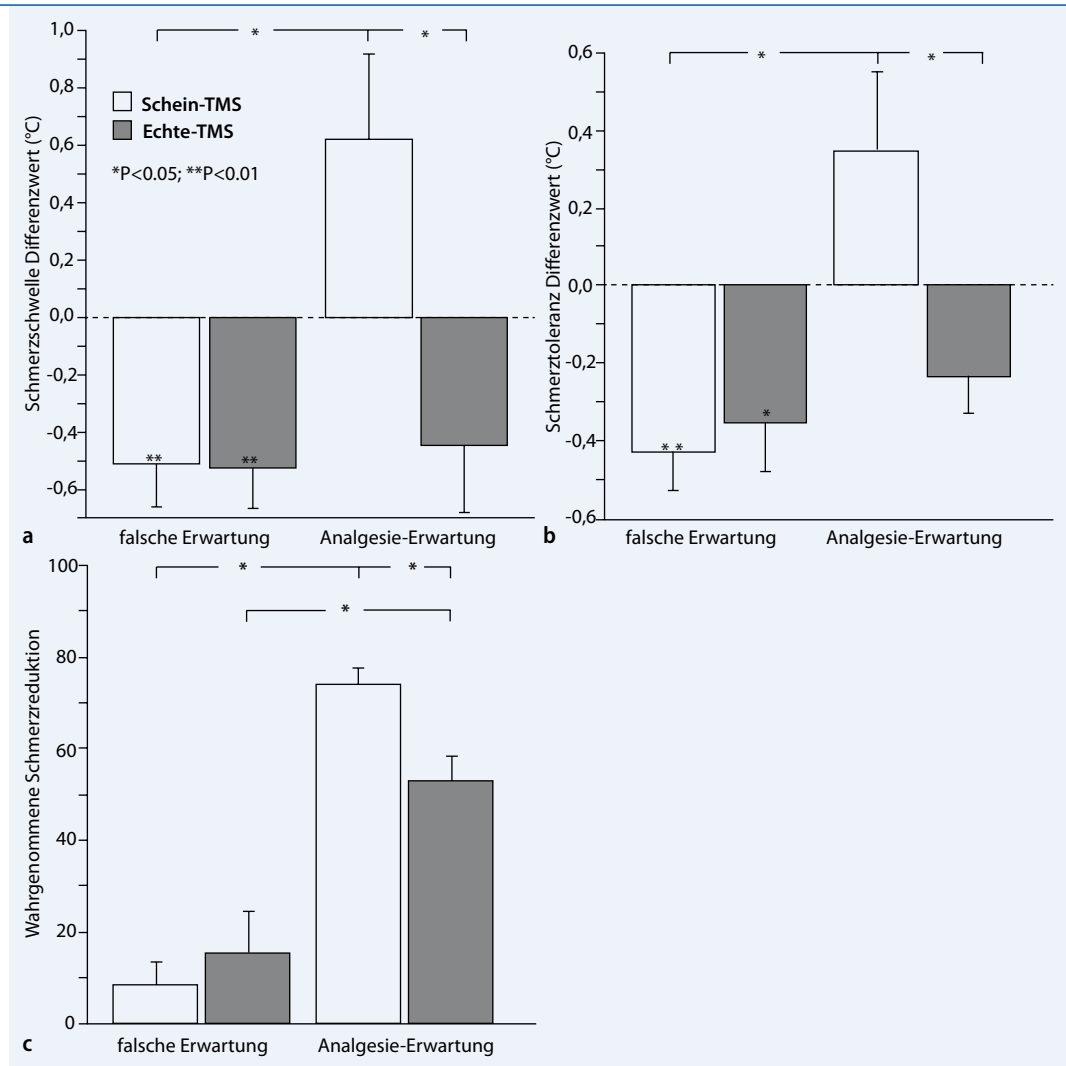 Schmerzschwelle Differenzwert (°C)
1,0
0,8
0,6
0,4
0,2
0,0
-0,2
-0,4
-0,6
* *
Schein-TMS
Echte-TMS
*P<0.05; **P<0.01
** **
a
falsche Erwartung Analgesie-Erwartung
Schmerztoleranz Differenzwert (°C)
0,6
0,4
0,2
0,0
-0,2
-0,4
-0,6
* *
*
* *
b
falsche Erwartung Analgesie-Erwartung
Wahrgenommene Schmerzreduktion
100
80
60
40
20
0
* *
*
c
falsche Erwartung Analgesie-Erwartung